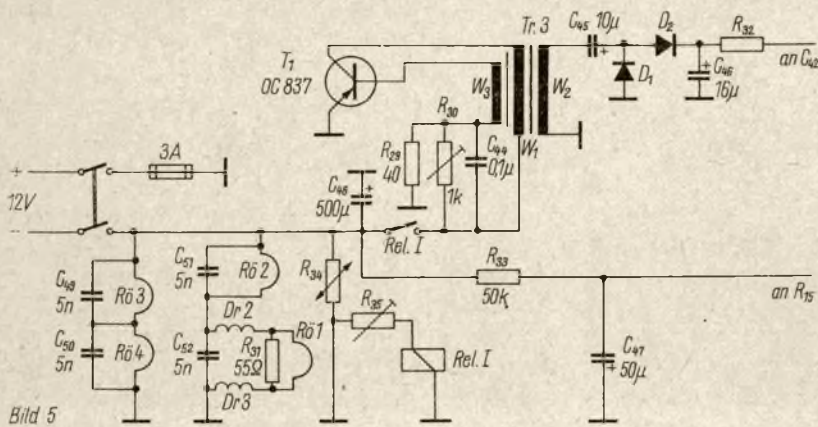 T₁
OC 837
Tr. 3
C₄₅ 10µ
+
D₂
R₃₂
an C₄₂
D₁
+
C₄₆
16µ
W₃
W₂
W₁
R₃₀
1k
R₂₉
40
C₄₄
0,1µ
3A
+
12V
-
C₄₈
500µ
+
Rel. I
C₄₉
5n
Rö 3
C₅₀
5n
Rö 4
C₅₁
5n
Rö 2
C₅₂
5n
Dr 2
R₃₁
55Ω
Rö 1
Dr 3
R₃₄
R₃₅
Rel. I
R₃₃
50k
an R₁₅
C₄₇
50µ
+
Bild 5